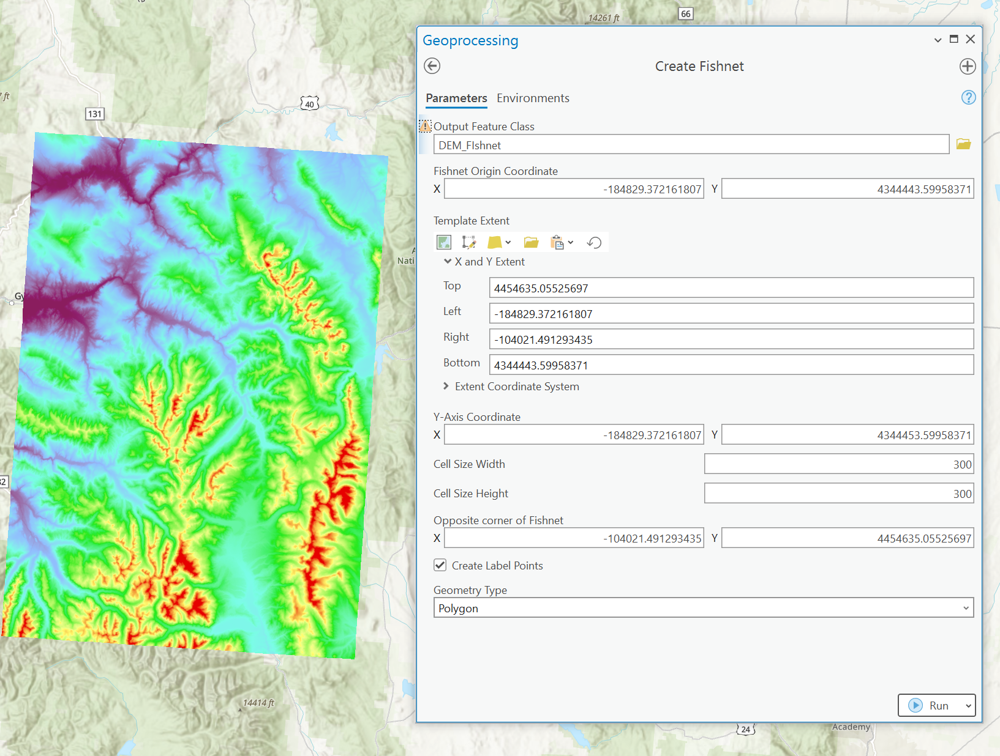 14261 ft
66
40
131
7 ft
Nati
Gy
14414 ft
24
Academy
Geoprocessing
Create Fishnet
Parameters Environments
Output Feature Class
DEM_FIshnet
Fishnet Origin Coordinate
X -184829.372161807 Y 4344443.59958371
Template Extent
X and Y Extent
Top 4454635.05525697
Left -184829.372161807
Right -104021.491293435
Bottom 4344443.59958371
Extent Coordinate System
Y-Axis Coordinate
X -184829.372161807 Y 4344453.59958371
Cell Size Width 300
Cell Size Height 300
Opposite corner of Fishnet
X -104021.491293435 Y 4454635.05525697
Create Label Points
Geometry Type
Polygon
Run